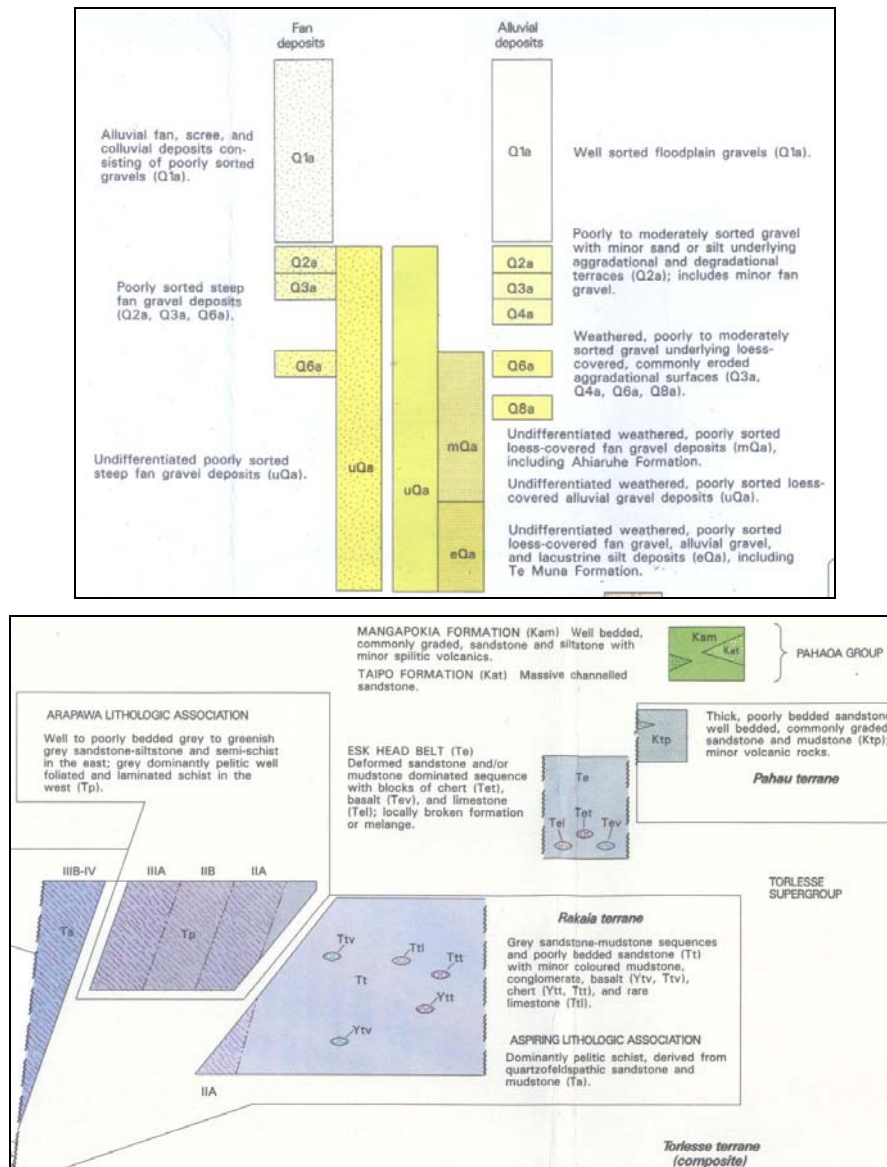 Fan
deposits
Alluvial
deposits
Alluvial fan, scree, and
colluvial deposits con-
sisting of poorly sorted
gravels (Q1a).
Q1a
Q1a
Well sorted floodplain gravels (Q1a).
Poorly sorted steep
fan gravel deposits
(Q2a, Q3a, Q6a).
Q2a
Q3a
Q6a
Q2a
Q3a
Q4a
Q6a
Q8a
Poorly to moderately sorted gravel
with minor sand or silt underlying
aggradational and degradational
terraces (Q2a); includes minor fan
gravel.
Weathered, poorly to moderately
sorted gravel underlying loess-
covered, commonly eroded
aggradational surfaces (Q3a,
Q4a, Q6a, Q8a).
Undifferentiated poorly sorted
steep fan gravel deposits (uQa).
uQa
uQa
mQa
eQa
Undifferentiated weathered, poorly sorted
loess-covered fan gravel deposits (mQa),
including Ahiaruhe Formation.
Undifferentiated weathered, poorly sorted loess-
covered alluvial gravel deposits (uQa).
Undifferentiated weathered, poorly sorted
loess-covered fan gravel, alluvial gravel,
and lacustrine silt deposits (eQa), including
Te Muna Formation.
MANGAPOKIA FORMATION (Kam) Well bedded,
commonly graded, sandstone and siltstone with
minor spilitic volcanics.
TAIPO FORMATION (Kat) Massive channelled
sandstone.
Kam
Kat
PAHAOA GROUP
ARAPAWA LITHOLOGIC ASSOCIATION
Well to poorly bedded grey to greenish
grey sandstone-siltstone and semi-schist
in the east; grey dominantly pelitic well
foliated and laminated schist in the
west (Tp).
ESK HEAD BELT (Te)
Deformed sandstone and/or
mudstone dominated sequence
with blocks of chert (Tet),
basalt (Tev), and limestone
(Tel); locally broken formation
or melange.
Te
Tet
Tel
Tev
Ktp
Thick, poorly bedded sandstone
well bedded, commonly graded
sandstone and mudstone (Ktp);
minor volcanic rocks.
Pahau terrane
IIIB-IV
IIIA
IIB
IIA
Ta
Tp
TORLESSE
SUPERGROUP
Ttv
Ttl
Ttt
Tt
Ytt
Ytv
IIA
Rakaia terrane
Grey sandstone-mudstone sequences
and poorly bedded sandstone (Tt)
with minor coloured mudstone,
conglomerate, basalt (Ytv, Ttv),
chert (Ytt, Ttt), and rare
limestone (Ttl).
ASPIRING LITHOLOGIC ASSOCIATION
Dominantly pelitic schist, derived from
quartzofeldspathic sandstone and
mudstone (Ta).
Torlesse terrane
(composite)